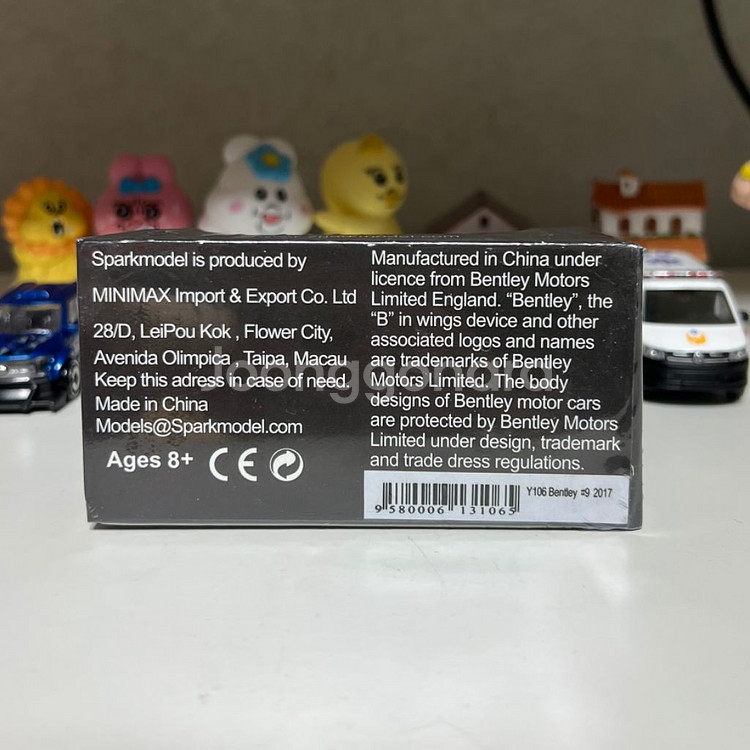 Sparkmodel is produced by
MINIMAX Import & Export Co. Ltd
28/D, LeiPou Kok , Flower City,
Avenida Olimpica , Taipa, Macau
Keep this adress in case of need.
Made in China
Models@Sparkmodel.com
Ages 8+ CE
Manufactured in China under
licence from Bentley Motors
Limited England. “Bentley”, the
“B” in wings device and other
associated logos and names
are trademarks of Bentley
Motors Limited. The body
designs of Bentley motor cars
are protected by Bentley Motors
Limited under design, trademark
and trade dress regulations.
Y106 Bentley #9 2017
9 580006 131065
Joonggonara